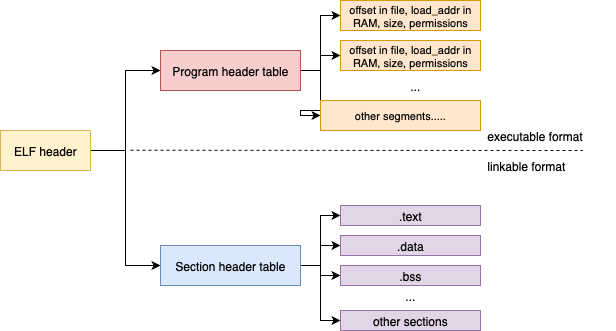 offset in file, load_addr in
RAM, size, permissions
Program header table
offset in file, load_addr in
RAM, size, permissions
...
other segments.....
executable format
ELF header
linkable format
.text
.data
Section header table
.bss
...
other sections